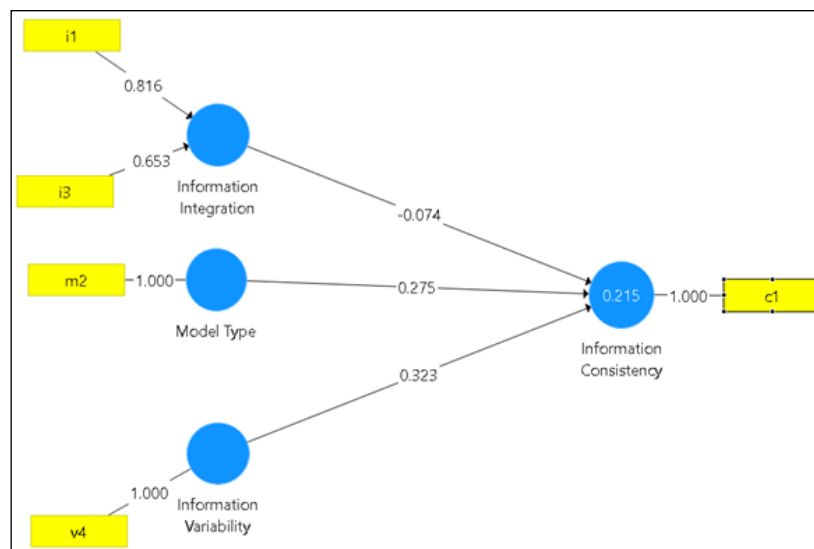 i1
0.816
i3
0.653
Information
Integration
-0.074
m2
1.000
Model Type
0.275
0.215
1.000
c1
Information
Consistency
0.323
1.000
v4
Information
Variability